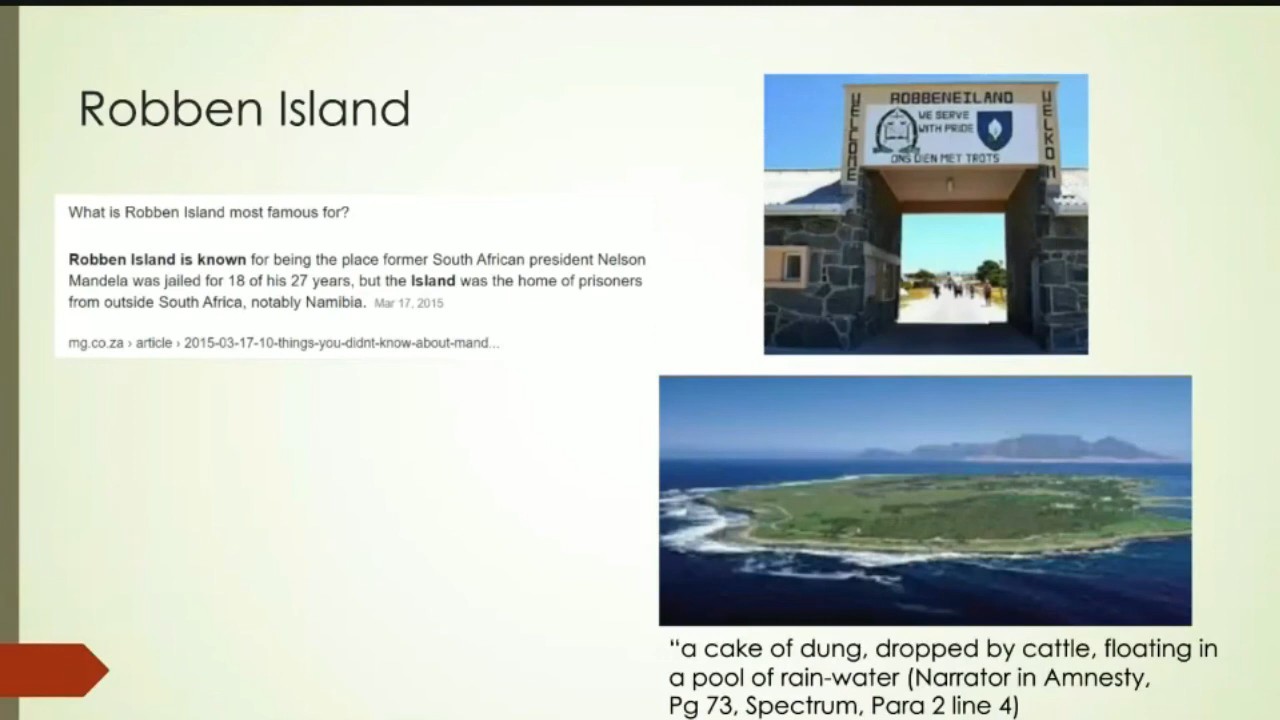 Robben Island
What is Robben Island most famous for?
Robben Island is known for being the place former South African president Nelson
Mandela was jailed for 18 of his 27 years, but the Island was the home of prisoners
from outside South Africa, notably Namibia. Mar 17, 2015
mg.co.za › article › 2015-03-17-10-things-you-didnt-know-about-mand...
ROBBENEILAND
WELCOME
WE SERVE
WITH PRIDE
ONS DIEN MET TROTS
WELKOM
“a cake of dung, dropped by cattle, floating in
a pool of rain-water (Narrator in Amnesty,
Pg 73, Spectrum, Para 2 line 4)